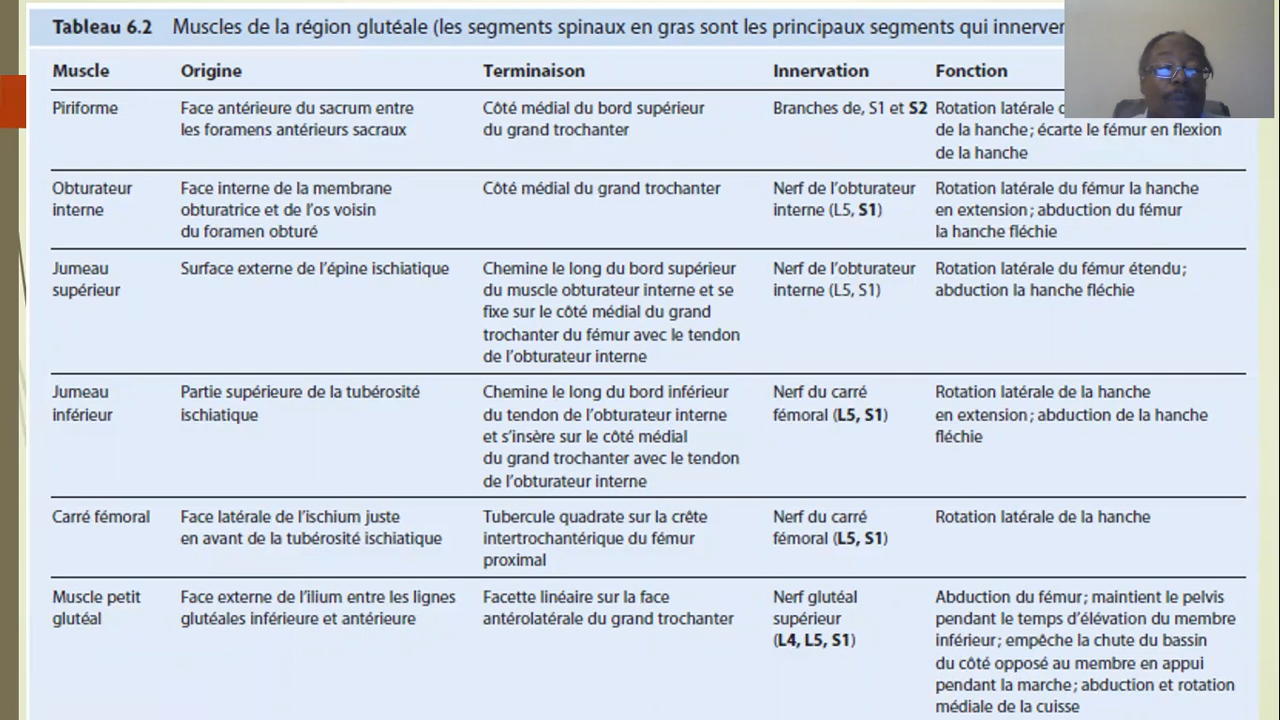 Tableau 6.2 Muscles de la région glutéale (les segments spinaux en gras sont les principaux segments qui
Muscle Origine Terminaison Innervation Fonction
Piriforme
Face antérieure du sacrum entre
les foramens antérieurs sacraux
Côté médial du bord supérieur
du grand trochanter
Branches de, S1 et S2
Rotation latérale
de la hanche ; écarte le fémur en flexion
de la hanche
Obturateur
interne
Face interne de la membrane
obturatrice et de l'os voisin
du foramen obturé
Côté médial du grand trochanter
Nerf de l'obturateur
interne (L5, S1)
Rotation latérale du fémur la hanche
en extension ; abduction du fémur
la hanche fléchie
Jumeau
supérieur
Surface externe de l'épine ischiatique
Chemine le long du bord supérieur
du muscle obturateur interne et se
fixe sur le côté médial du grand
trochanter du fémur avec le tendon
de l'obturateur interne
Nerf de l'obturateur
interne (L5, S1)
Rotation latérale du fémur étendu ;
abduction la hanche fléchie
Jumeau
inférieur
Partie supérieure de la tubérosité
ischiatique
Chemine le long du bord inférieur
du tendon de l'obturateur interne
et s'insère sur le côté médial
du grand trochanter avec le tendon
de l'obturateur interne
Nerf du carré
fémoral (L5, S1)
Rotation latérale de la hanche
en extension ; abduction de la hanche
fléchie
Carré fémoral
Face latérale de l'ischium juste
en avant de la tubérosité ischiatique
Tubercule quadrate sur la crête
intertrochantérique du fémur
proximal
Nerf du carré
fémoral (L5, S1)
Rotation latérale de la hanche
Muscle petit
glutéal
Face externe de l'ilium entre les lignes
glutéales inférieure et antérieure
Facette linéaire sur la face
antérolatérale du grand trochanter
Nerf glutéal
supérieur
(L4, L5, S1)
Abduction du fémur ; maintient le pelvis
pendant le temps d'élévation du membre
inférieur ; empêche la chute du bassin
du côté opposé au membre en appui
pendant la marche ; abduction et rotation
médiale de la cuisse